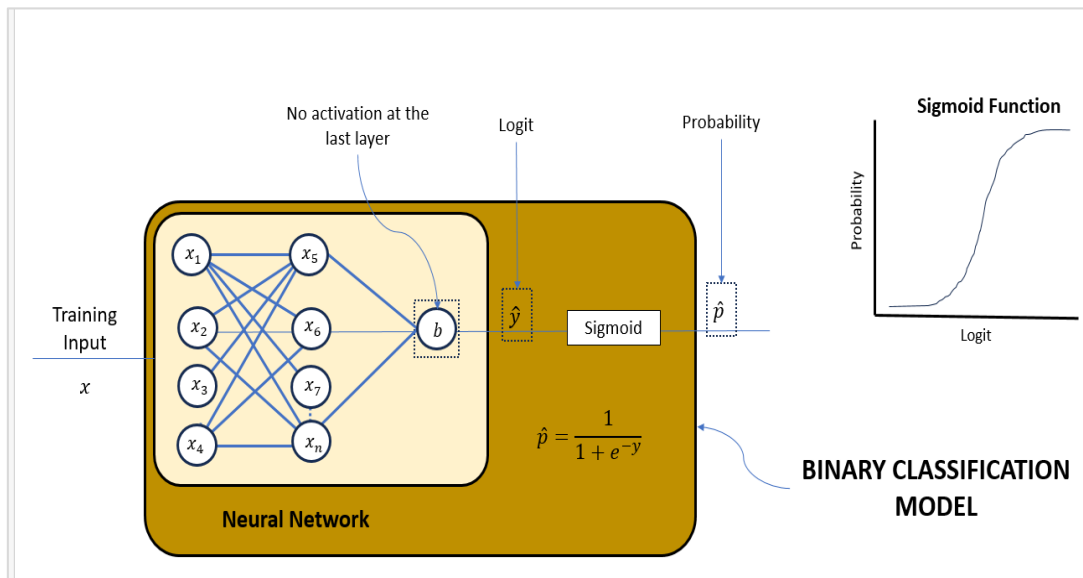 No activation at the
last layer
Logit
Probability
Sigmoid Function
Probability
Logit
Training
Input
x
x₁
x₂
x₃
x₄
x₅
x₆
x₇
xₙ
b
ŷ
Sigmoid
p̂
p̂ = 1 / (1 + e⁻ʸ)
Neural Network
BINARY CLASSIFICATION
MODEL